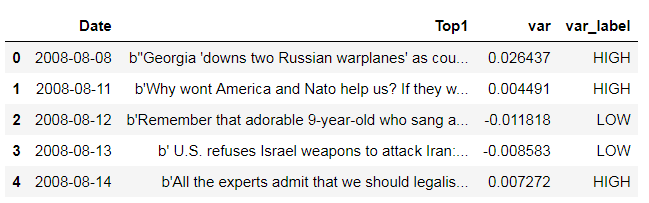 Date Top1 var var_label
0 2008-08-08 b"Georgia 'downs two Russian warplanes' as cou... 0.026437 HIGH
1 2008-08-11 b'Why wont America and Nato help us? If they w... 0.004491 HIGH
2 2008-08-12 b'Remember that adorable 9-year-old who sang a... -0.011818 LOW
3 2008-08-13 b' U.S. refuses Israel weapons to attack Iran:... -0.008583 LOW
4 2008-08-14 b'All the experts admit that we should legalis... 0.007272 HIGH